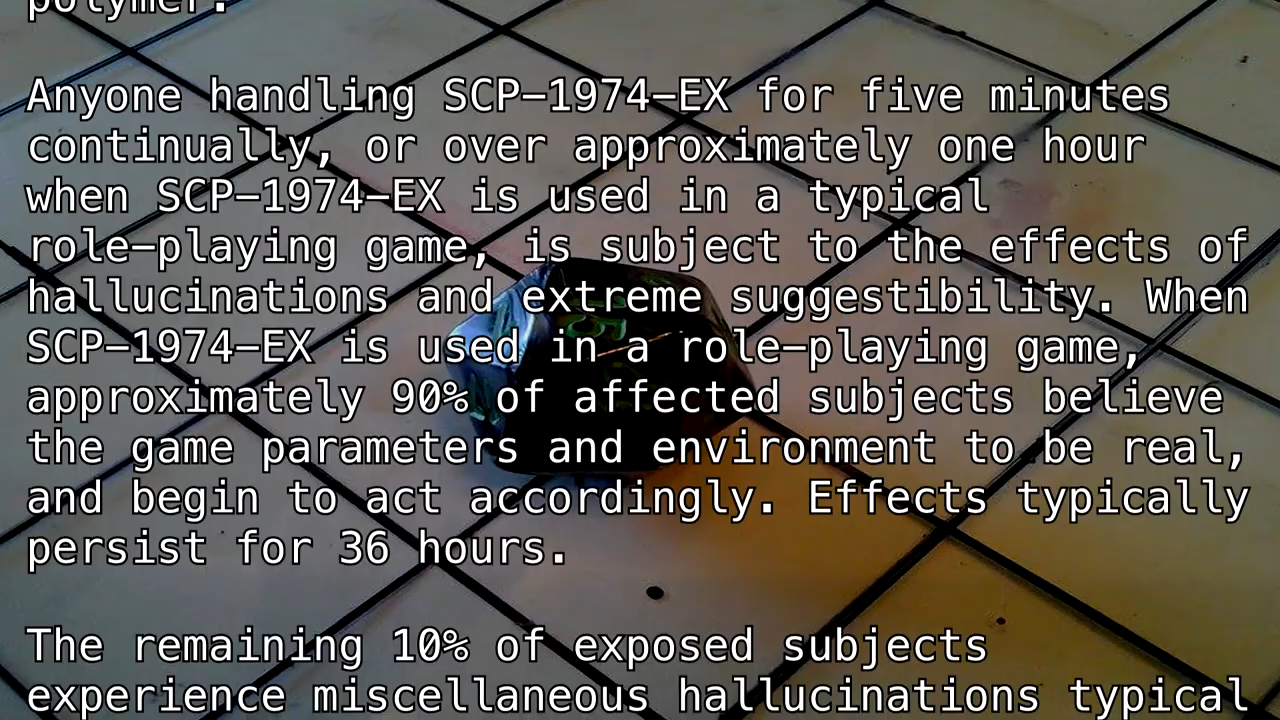 polymer.
Anyone handling SCP-1974-EX for five minutes
continually, or over approximately one hour
when SCP-1974-EX is used in a typical
role-playing game, is subject to the effects of
hallucinations and extreme suggestibility. When
SCP-1974-EX is used in a role-playing game,
approximately 90% of affected subjects believe
the game parameters and environment to be real,
and begin to act accordingly. Effects typically
persist for 36 hours.
The remaining 10% of exposed subjects
experience miscellaneous hallucinations typical